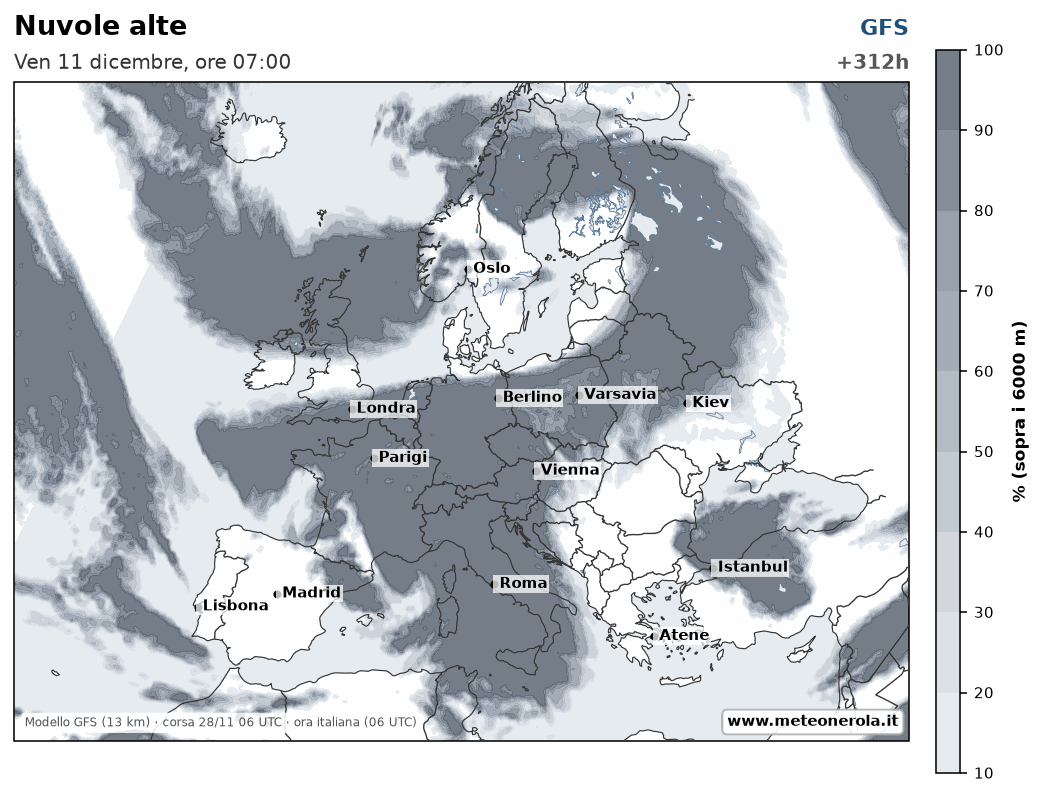 Nuvole alte
GFS
Ven 11 dicembre, ore 07:00
+312h
Oslo
Londra
Berlino
Varsavia
Kiev
Parigi
Vienna
Istanbul
Roma
Madrid
Lisbona
Atene
Modello GFS (13 km) · corsa 28/11 06 UTC · ora italiana (06 UTC)
www.meteonerola.it
100
90
80
70
60
50
40
30
20
10
% (sopra i 6000 m)